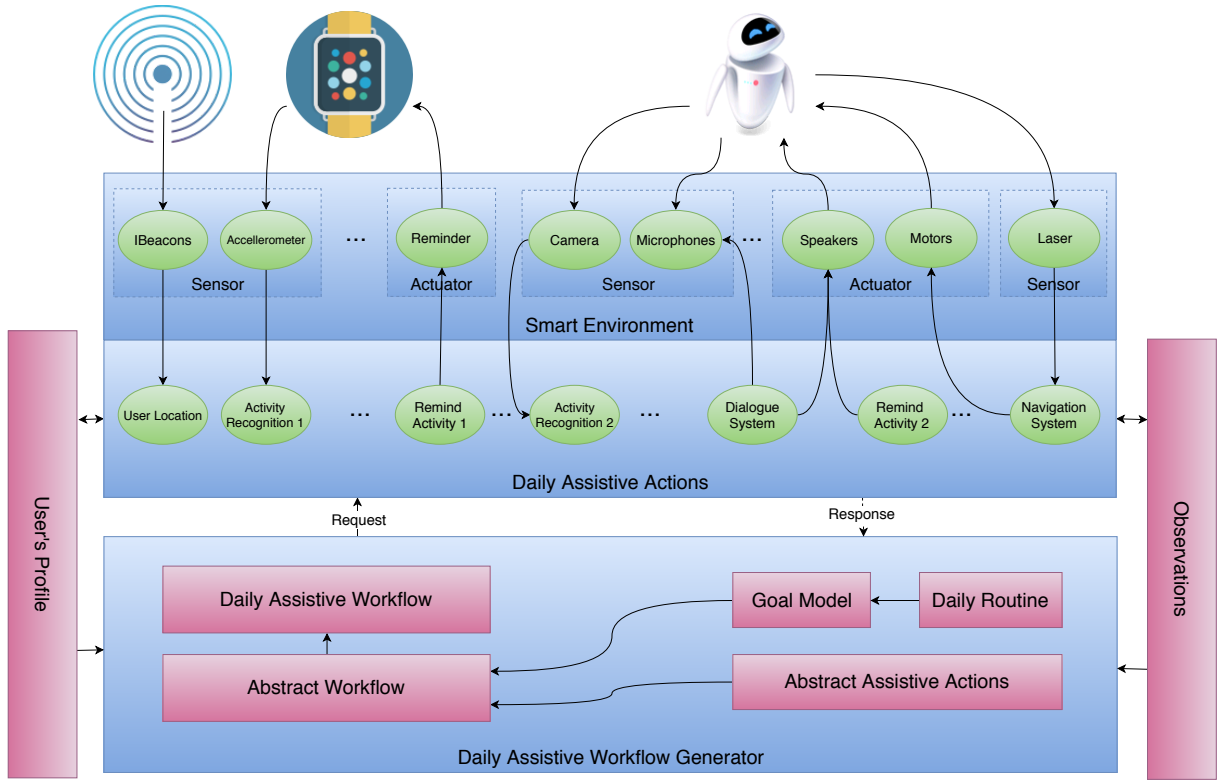 IBeacons
Accellerometer
...
Reminder
Camera
Microphones
...
Speakers
Motors
Laser
Sensor
Actuator
Sensor
Actuator
Sensor
Smart Environment
User Location
Activity
Recognition 1
...
Remind
Activity 1
...
Activity
Recognition 2
...
Dialogue
System
Remind
Activity 2
...
Navigation
System
Daily Assistive Actions
User's Profile
Observations
Request
Response
Daily Assistive Workflow
Goal Model
Daily Routine
Abstract Workflow
Abstract Assistive Actions
Daily Assistive Workflow Generator